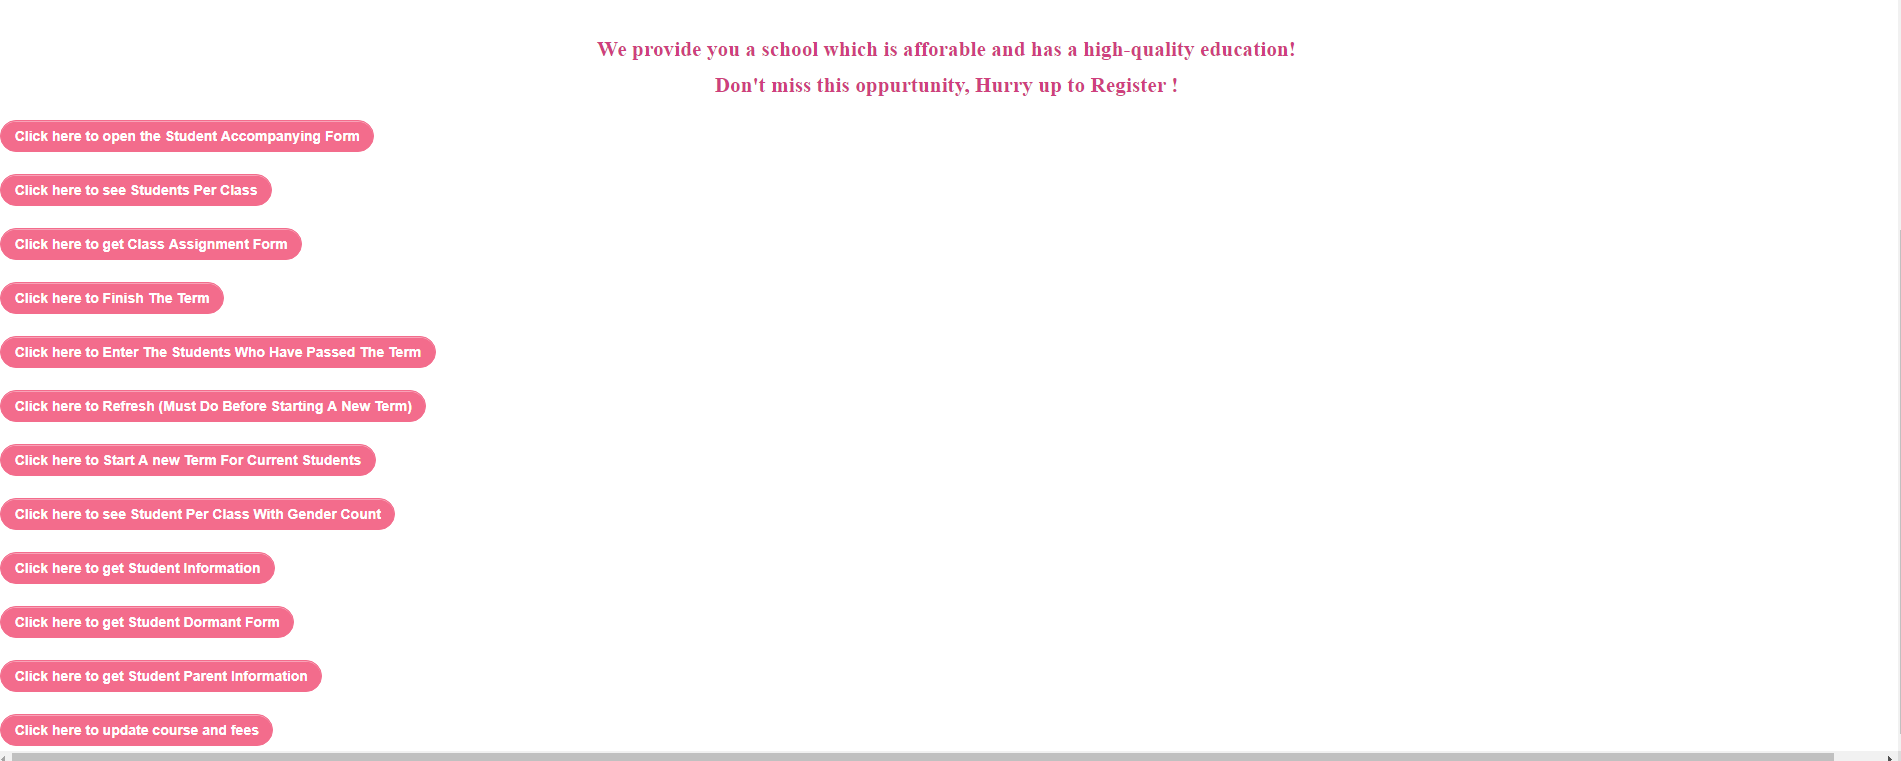 We provide you a school which is afforable and has a high-quality education!
Don't miss this oppurtunity, Hurry up to Register !
Click here to open the Student Accompanying Form
Click here to see Students Per Class
Click here to get Class Assignment Form
Click here to Finish The Term
Click here to Enter The Students Who Have Passed The Term
Click here to Refresh (Must Do Before Starting A New Term)
Click here to Start A new Term For Current Students
Click here to see Student Per Class With Gender Count
Click here to get Student Information
Click here to get Student Dormant Form
Click here to get Student Parent Information
Click here to update course and fees